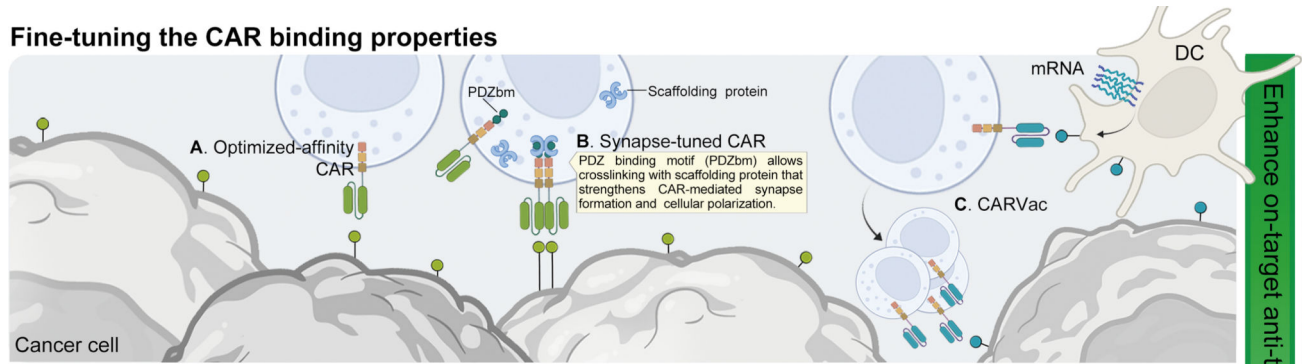 Fine-tuning the CAR binding properties
DC
mRNA
PDZbm
Scaffolding protein
A. Optimized-affinity
CAR
B. Synapse-tuned CAR
PDZ binding motif (PDZbm) allows
crosslinking with scaffolding protein that
strengthens CAR-mediated synapse
formation and cellular polarization.
C. CARVac
Cancer cell
Enhance on-target anti-t